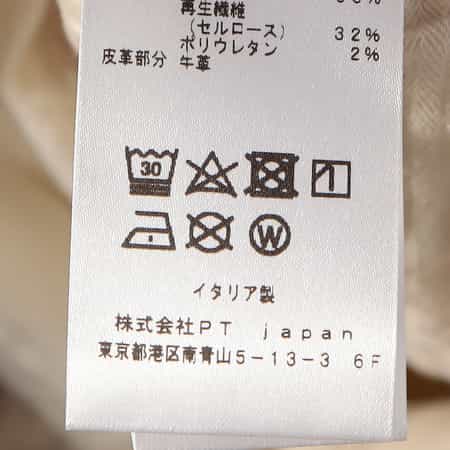 再生繊維
(セルロース) 32%
ポリウレタン 2%
皮革部分 牛革
30
W
イタリア製
株式会社PT japan
東京都港区南青山5-13-3 6F